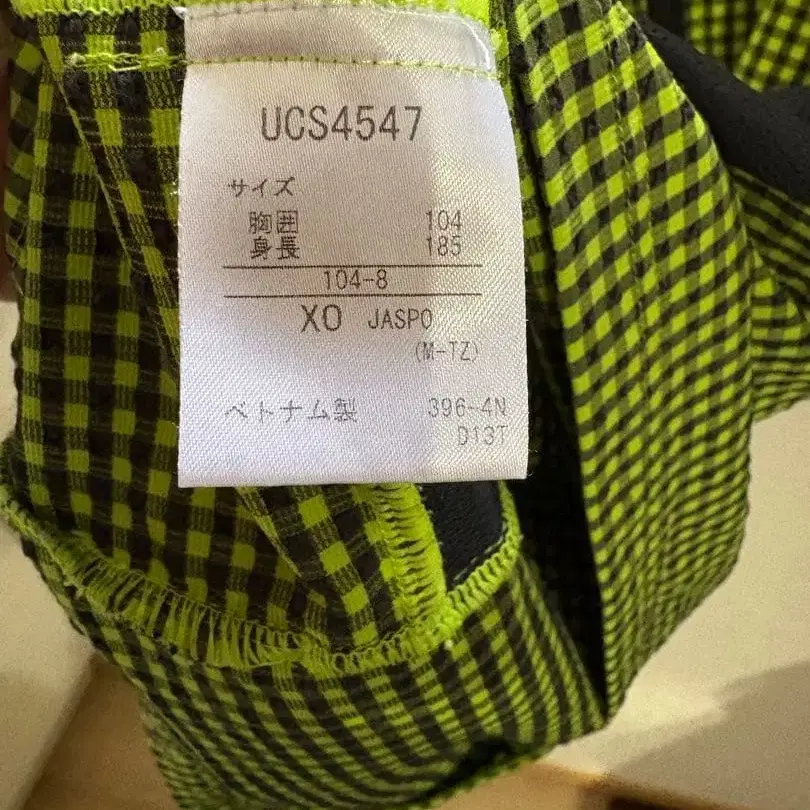 UCS4547
サイズ
胸囲 104
身長 185
104-8
XO JASPO
(M-TZ)
ベトナム製 396-4N
D13T